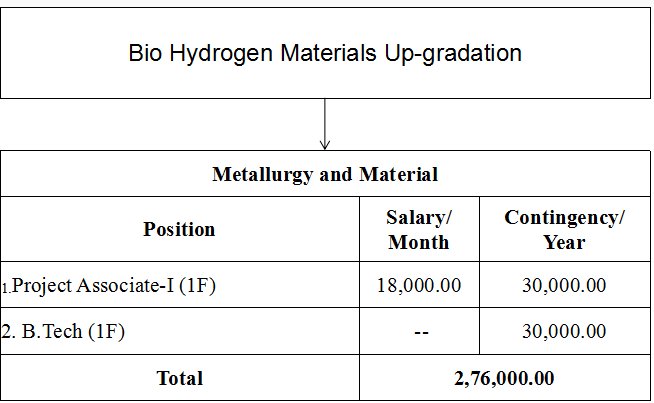 Bio Hydrogen Materials Up-gradation
Metallurgy and Material
Position
Salary/
Month
Contingency/
Year
1.Project Associate-I (1F)
18,000.00
30,000.00
2. B.Tech (1F)
--
30,000.00
Total
2,76,000.00